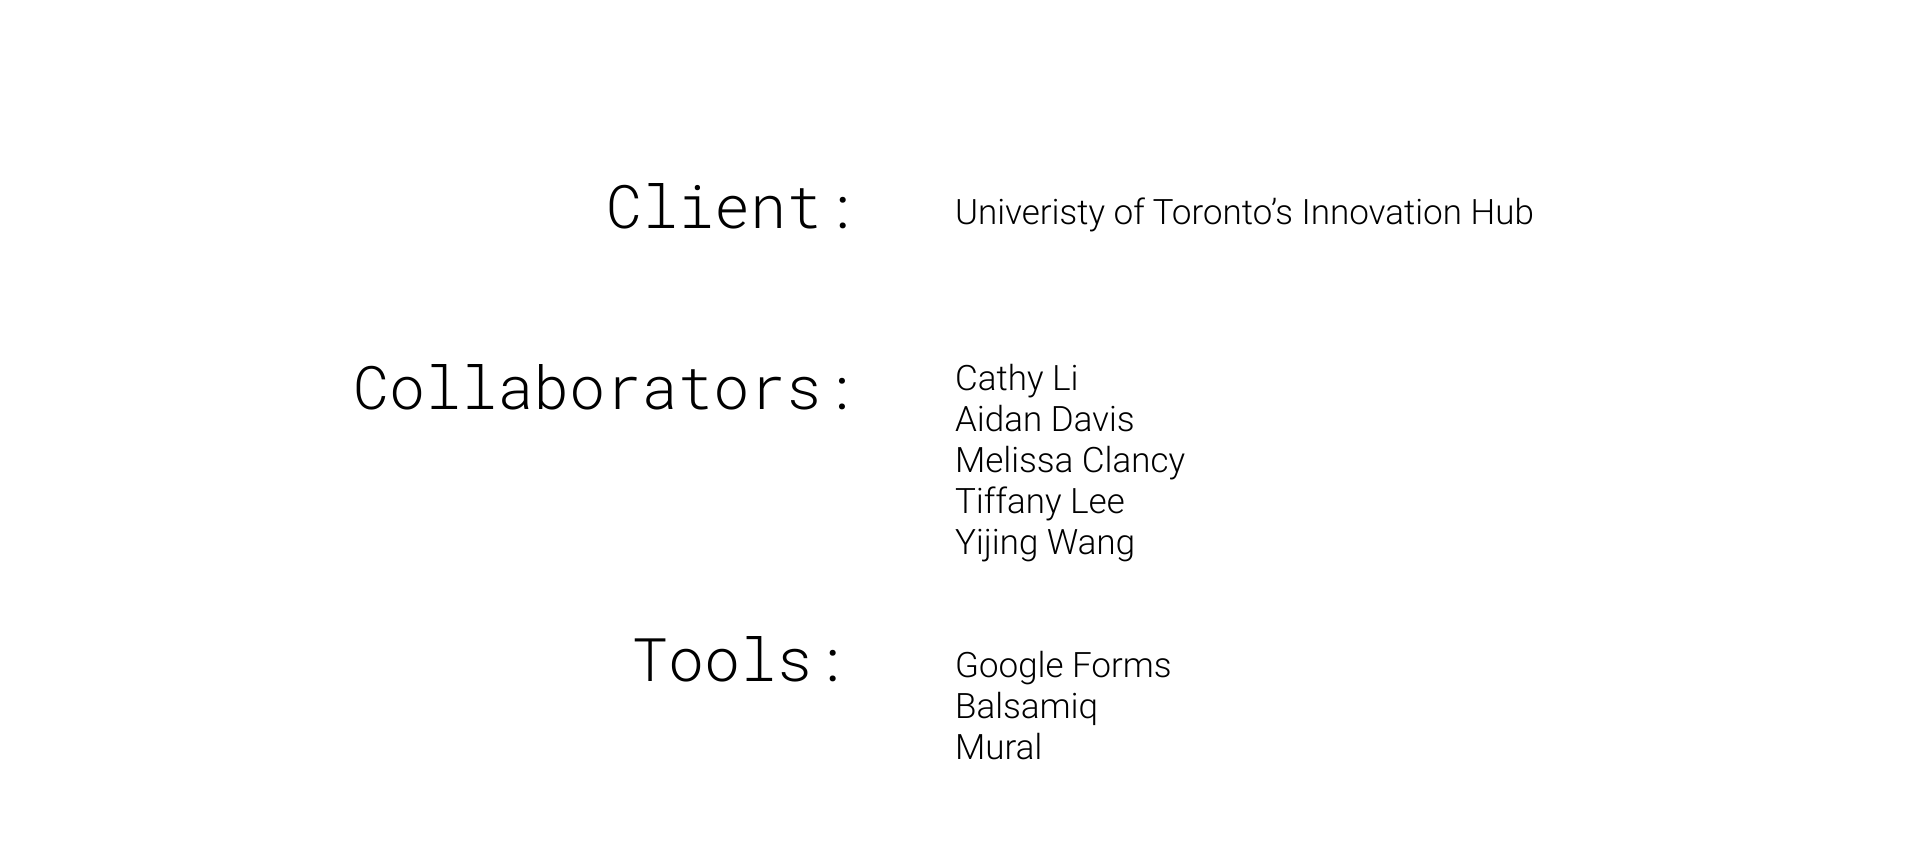 Client:
Univeristy of Toronto’s Innovation Hub
Collaborators:
Cathy Li
Aidan Davis
Melissa Clancy
Tiffany Lee
Yijing Wang
Tools:
Google Forms
Balsamiq
Mural